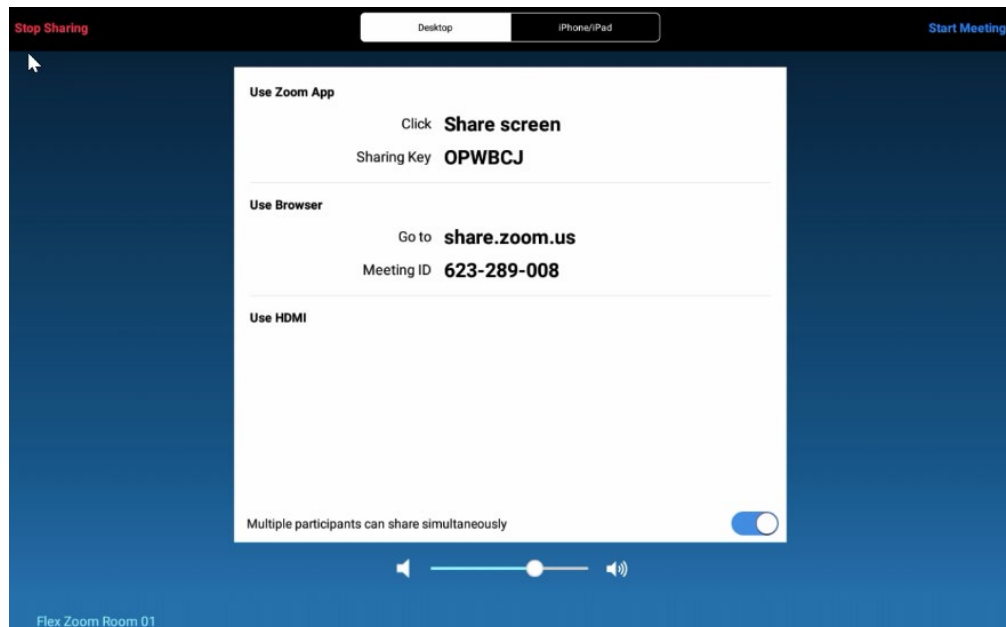 Stop Sharing
Desktop
iPhone/iPad
Start Meeting
Use Zoom App
Click Share screen
Sharing Key OPWBCJ
Use Browser
Go to share.zoom.us
Meeting ID 623-289-008
Use HDMI
Multiple participants can share simultaneously
Flex Zoom Room 01